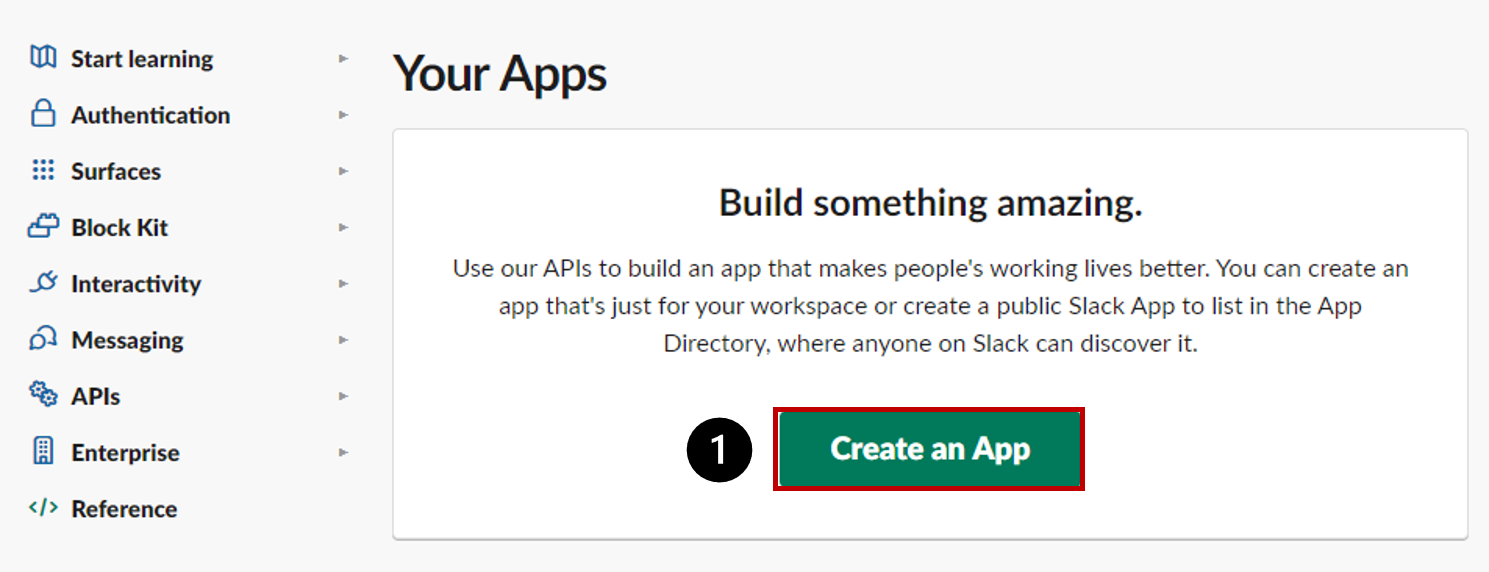 Start learning
Authentication
Surfaces
Block Kit
Interactivity
Messaging
APIs
Enterprise
Reference
Your Apps
Build something amazing.
Use our APIs to build an app that makes people's working lives better. You can create an
app that's just for your workspace or create a public Slack App to list in the App
Directory, where anyone on Slack can discover it.
1
Create an App